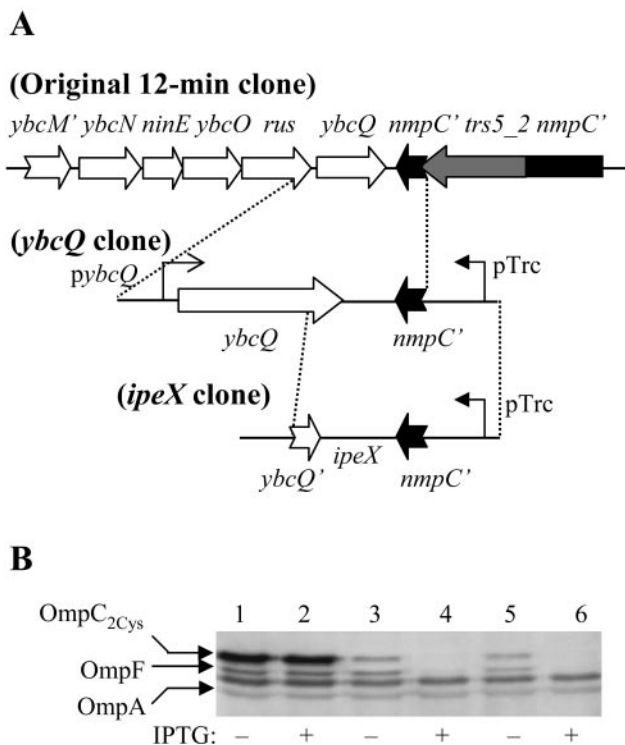 A
(Original 12-min clone)
ybcM’ ybcN ninE ybcO rus ybcQ nmpC’ trs5_2 nmpC’
(ybcQ clone)
pybcQ
pTrc
ybcQ
nmpC’
(ipeX clone)
pTrc
ybcQ’
ipeX
nmpC’
B
OmpC2Cys
1 2 3 4 5 6
OmpF
OmpA
IPTG: – + – + – +